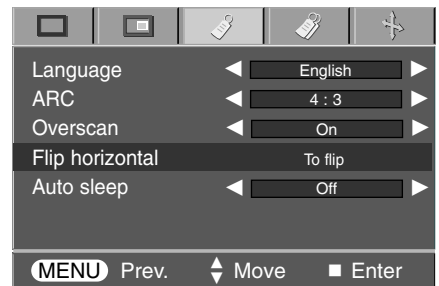 Language English
ARC 4 : 3
Overscan On
Flip horizontal To flip
Auto sleep Off
MENU Prev. Move Enter